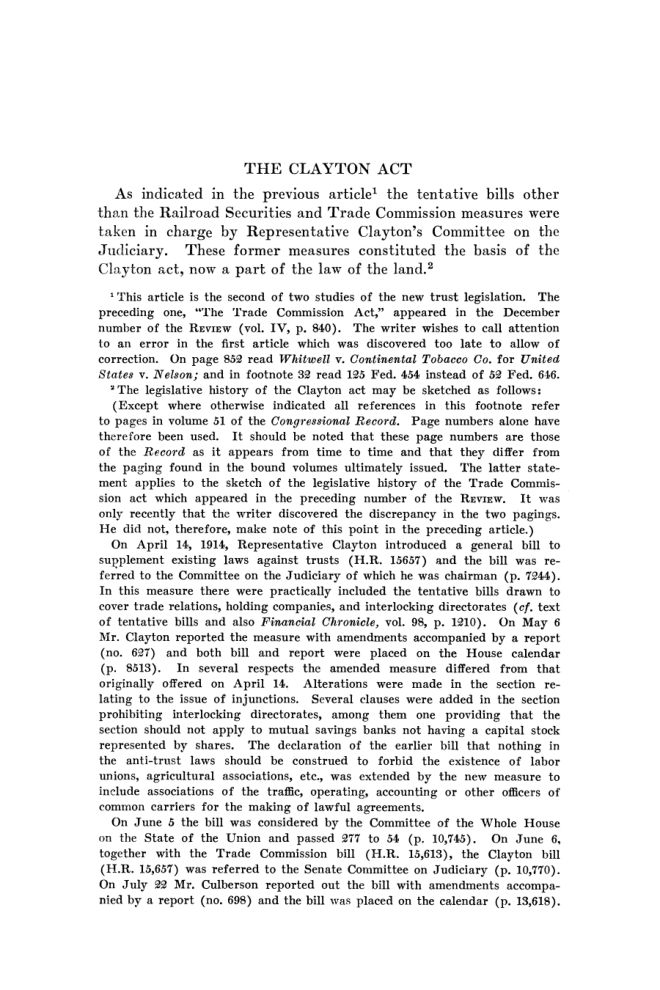 THE CLAYTON ACT
As indicated in the previous article¹ the tentative bills other
than the Railroad Securities and Trade Commission measures were
taken in charge by Representative Clayton's Committee on the
Judiciary. These former measures constituted the basis of the
Clayton act, now a part of the law of the land.²
¹ This article is the second of two studies of the new trust legislation. The
preceding one, "The Trade Commission Act," appeared in the December
number of the REVIEW (vol. IV, p. 840). The writer wishes to call attention
to an error in the first article which was discovered too late to allow of
correction. On page 852 read Whitwell v. Continental Tobacco Co. for United
States v. Nelson; and in footnote 32 read 125 Fed. 454 instead of 52 Fed. 646.
² The legislative history of the Clayton act may be sketched as follows:
(Except where otherwise indicated all references in this footnote refer
to pages in volume 51 of the Congressional Record. Page numbers alone have
therefore been used. It should be noted that these page numbers are those
of the Record as it appears from time to time and that they differ from
the paging found in the bound volumes ultimately issued. The latter state-
ment applies to the sketch of the legislative history of the Trade Commis-
sion act which appeared in the preceding number of the REVIEW. It was
only recently that the writer discovered the discrepancy in the two pagings.
He did not, therefore, make note of this point in the preceding article.)
On April 14, 1914, Representative Clayton introduced a general bill to
supplement existing laws against trusts (H.R. 15657) and the bill was re-
ferred to the Committee on the Judiciary of which he was chairman (p. 7244).
In this measure there were practically included the tentative bills drawn to
cover trade relations, holding companies, and interlocking directorates (cf. text
of tentative bills and also Financial Chronicle, vol. 98, p. 1210). On May 6
Mr. Clayton reported the measure with amendments accompanied by a report
(no. 627) and both bill and report were placed on the House calendar
(p. 8513). In several respects the amended measure differed from that
originally offered on April 14. Alterations were made in the section re-
lating to the issue of injunctions. Several clauses were added in the section
prohibiting interlocking directorates, among them one providing that the
section should not apply to mutual savings banks not having a capital stock
represented by shares. The declaration of the earlier bill that nothing in
the anti-trust laws should be construed to forbid the existence of labor
unions, agricultural associations, etc., was extended by the new measure to
include associations of the traffic, operating, accounting or other officers of
common carriers for the making of lawful agreements.
On June 5 the bill was considered by the Committee of the Whole House
on the State of the Union and passed 277 to 54 (p. 10,745). On June 6,
together with the Trade Commission bill (H.R. 15,613), the Clayton bill
(H.R. 15,657) was referred to the Senate Committee on Judiciary (p. 10,770).
On July 22 Mr. Culberson reported out the bill with amendments accompa-
nied by a report (no. 698) and the bill was placed on the calendar (p. 13,618).